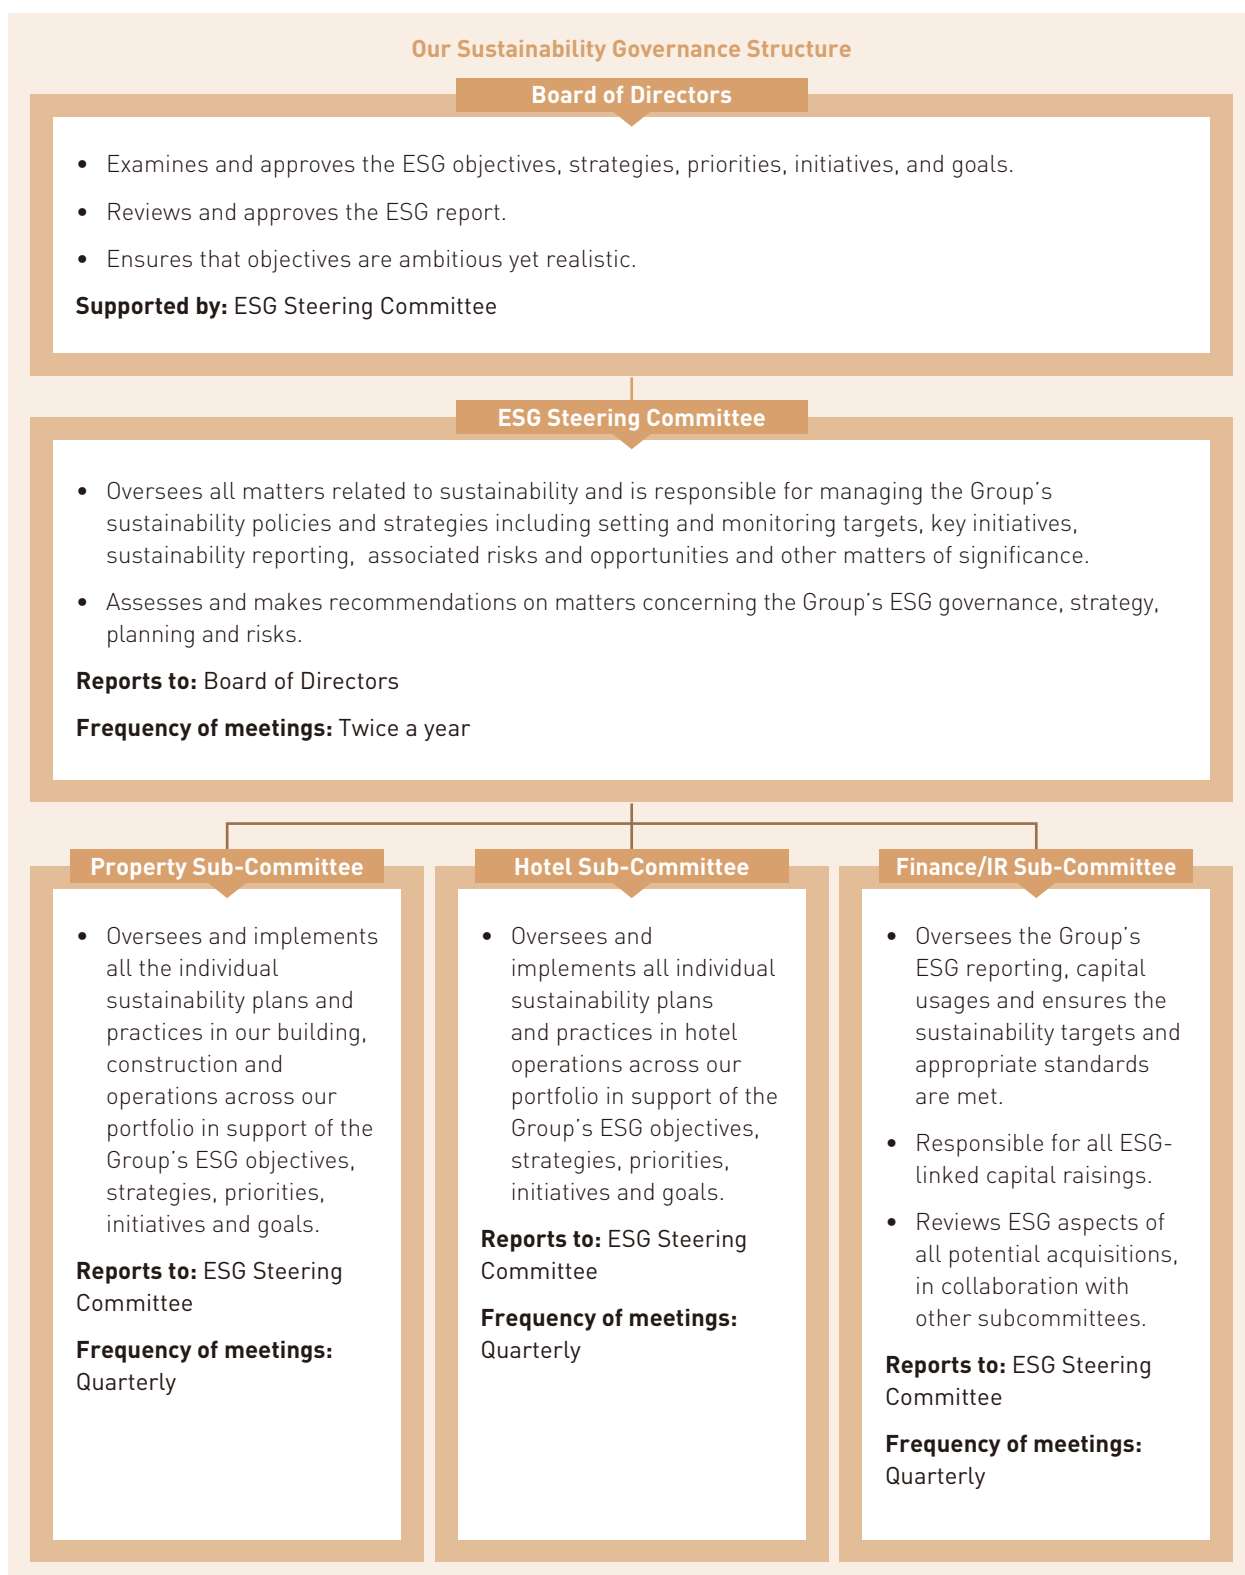 Our Sustainability Governance Structure
Board of Directors
• Examines and approves the ESG objectives, strategies, priorities, initiatives, and goals.
• Reviews and approves the ESG report.
• Ensures that objectives are ambitious yet realistic.
Supported by: ESG Steering Committee
ESG Steering Committee
• Oversees all matters related to sustainability and is responsible for managing the Group's
sustainability policies and strategies including setting and monitoring targets, key initiatives,
sustainability reporting, associated risks and opportunities and other matters of significance.
• Assesses and makes recommendations on matters concerning the Group's ESG governance, strategy,
planning and risks.
Reports to: Board of Directors
Frequency of meetings: Twice a year
Property Sub-Committee
• Oversees and implements
all the individual
sustainability plans and
practices in our building,
construction and
operations across our
portfolio in support of the
Group's ESG objectives,
strategies, priorities,
initiatives and goals.
Reports to: ESG Steering
Committee
Frequency of meetings:
Quarterly
Hotel Sub-Committee
• Oversees and
implements all individual
sustainability plans
and practices in hotel
operations across our
portfolio in support of the
Group's ESG objectives,
strategies, priorities,
initiatives and goals.
Reports to: ESG Steering
Committee
Frequency of meetings:
Quarterly
Finance/IR Sub-Committee
• Oversees the Group's
ESG reporting, capital
usages and ensures the
sustainability targets and
appropriate standards
are met.
• Responsible for all ESG-
linked capital raisings.
• Reviews ESG aspects of
all potential acquisitions,
in collaboration with
other subcommittees.
Reports to: ESG Steering
Committee
Frequency of meetings:
Quarterly